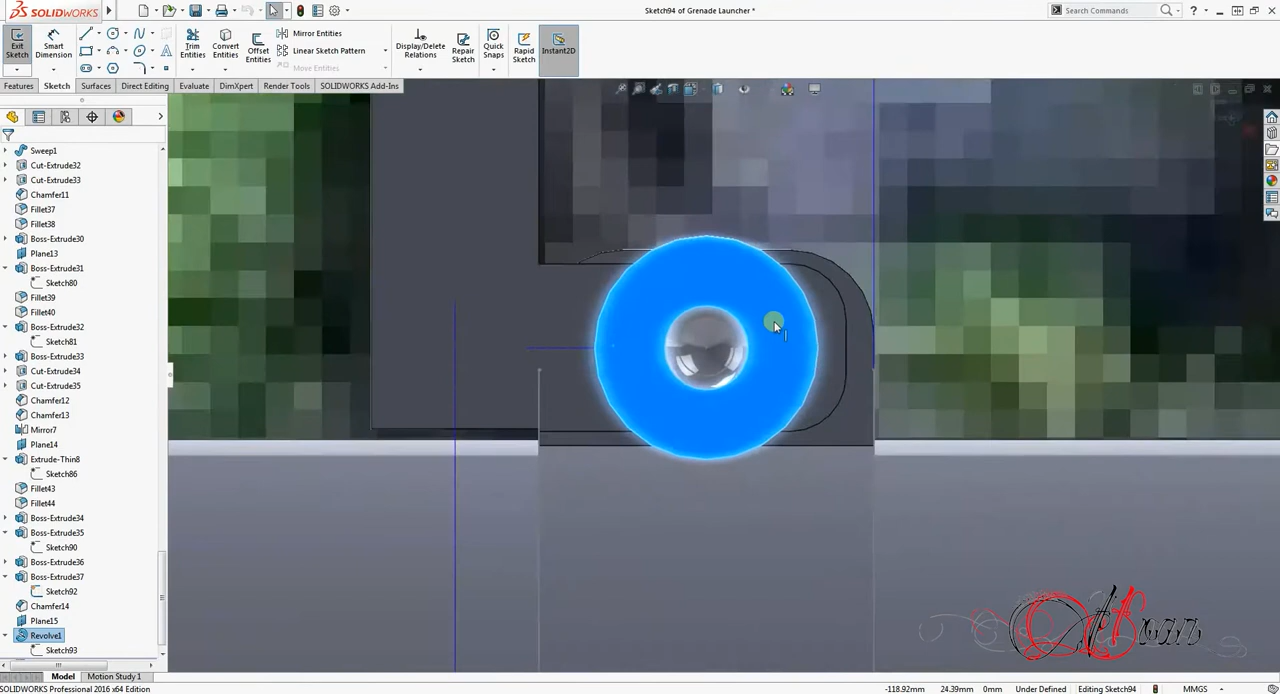 SOLIDWORKS
Sketch94 of Grenade Launcher *
Search Commands
Exit Sketch
Smart Dimension
Trim Entities
Convert Entities
Offset Entities
Mirror Entities
Linear Sketch Pattern
Move Entities
Display/Delete Relations
Repair Sketch
Quick Snaps
Rapid Sketch
Instant2D
Features Sketch Surfaces Direct Editing Evaluate DimXpert Render Tools SOLIDWORKS Add-Ins
Sweep1
Cut-Extrude32
Cut-Extrude33
Chamfer11
Fillet37
Fillet38
Boss-Extrude30
Plane13
Boss-Extrude31
Sketch80
Fillet39
Fillet40
Boss-Extrude32
Sketch81
Boss-Extrude33
Cut-Extrude34
Cut-Extrude35
Chamfer12
Chamfer13
Mirror7
Plane14
Extrude-Thin8
Sketch86
Fillet43
Fillet44
Boss-Extrude34
Boss-Extrude35
Sketch90
Boss-Extrude36
Boss-Extrude37
Sketch92
Chamfer14
Plane15
Revolve1
Sketch93
Model Motion Study 1
SOLIDWORKS Professional 2016 x64 Edition
-118.92mm 24.39mm 0mm Under Defined Editing Sketch94 MMGS